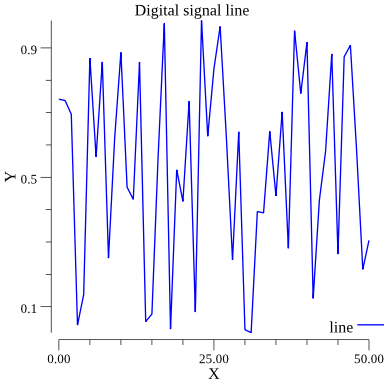 Digital signal line
0.9
0.5
0.1
Y
line
0.00
25.00
50.00
X